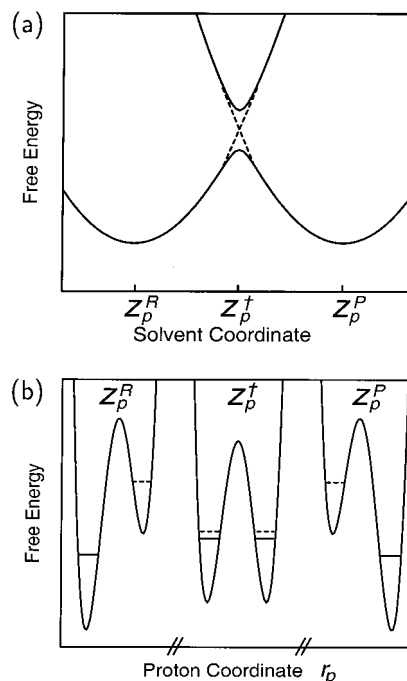 (a)
Free Energy
Z_p^R Z_p^† Z_p^P
Solvent Coordinate
(b)
Z_p^R Z_p^† Z_p^P
Free Energy
Proton Coordinate r_p